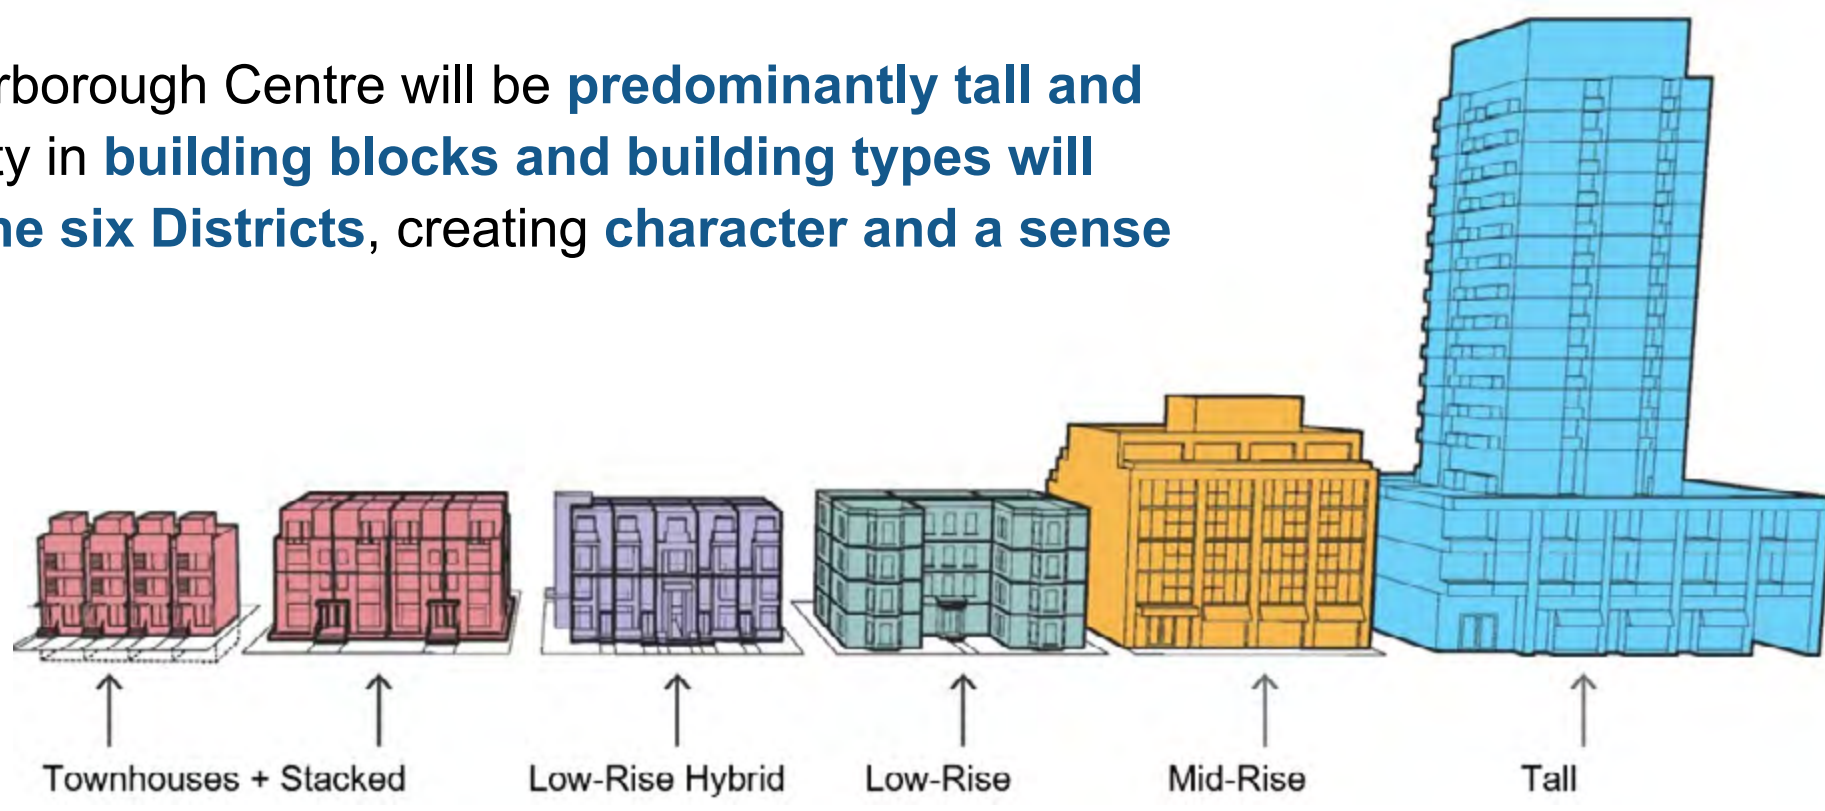 rborough Centre will be predominantly tall and
ty in building blocks and building types will
ne six Districts, creating character and a sense
Townhouses + Stacked
Low-Rise Hybrid
Low-Rise
Mid-Rise
Tall